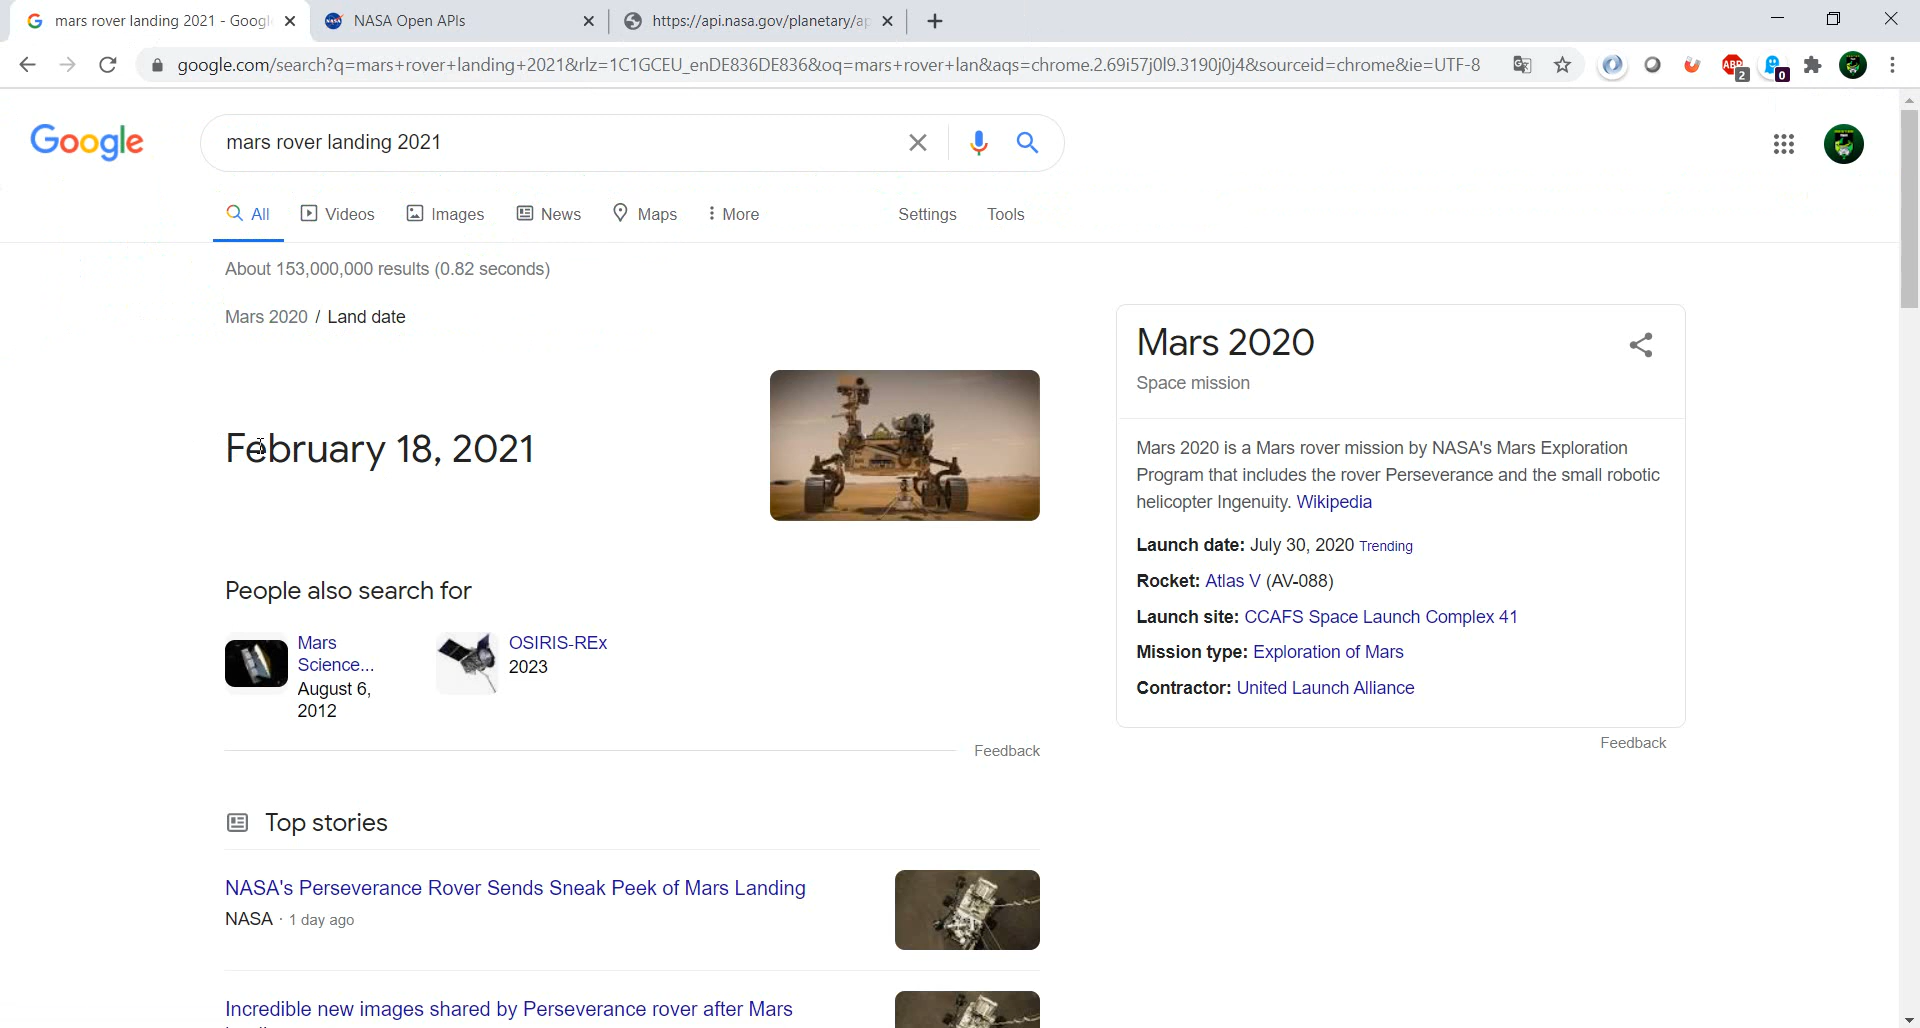 mars rover landing 2021 - Googl
NASA Open APIs
https://api.nasa.gov/planetary/ap
google.com/search?q=mars+rover+landing+2021&rlz=1C1GCEU_enDE836DE836&oq=mars+rover+lan&aqs=chrome.2.69i57j0l9.3190j0j4&sourceid=chrome&ie=UTF-8
ABP
2
0
Google
mars rover landing 2021
All
Videos
Images
News
Maps
More
Settings
Tools
About 153,000,000 results (0.82 seconds)
Mars 2020 / Land date
February 18, 2021
People also search for
Mars
Science...
August 6,
2012
OSIRIS-REx
2023
Feedback
Top stories
NASA's Perseverance Rover Sends Sneak Peek of Mars Landing
NASA · 1 day ago
Incredible new images shared by Perseverance rover after Mars
Mars 2020
Space mission
Mars 2020 is a Mars rover mission by NASA's Mars Exploration
Program that includes the rover Perseverance and the small robotic
helicopter Ingenuity. Wikipedia
Launch date: July 30, 2020 Trending
Rocket: Atlas V (AV-088)
Launch site: CCAFS Space Launch Complex 41
Mission type: Exploration of Mars
Contractor: United Launch Alliance
Feedback